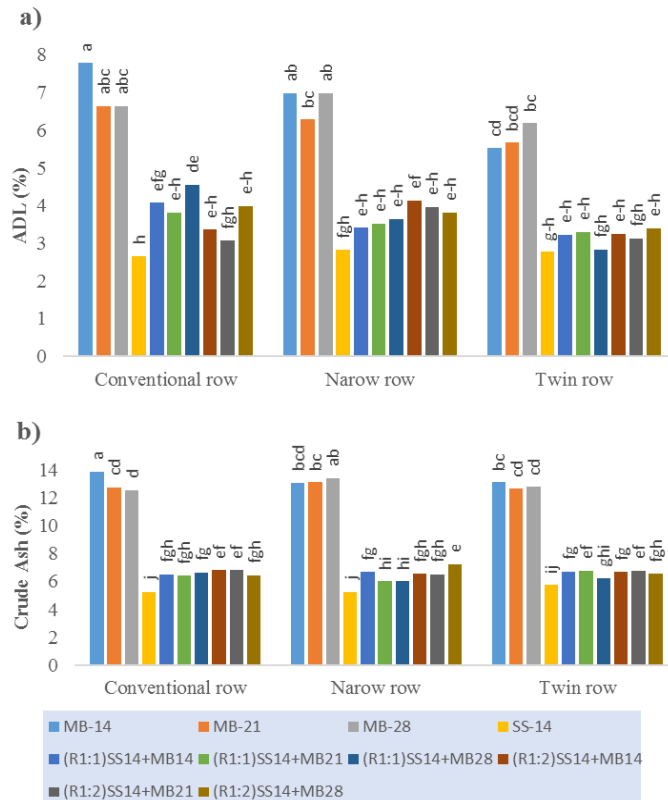 a)
ADL (%)
8
7
6
5
4
3
2
1
0
a
abc
abc
h
efg
e-h
de
e-h
fgh
e-h
ab
bc
ab
fgh
e-h
e-h
e-h
ef
e-h
e-h
cd
bcd
bc
g-h
e-h
e-h
fgh
e-h
fgh
e-h
Conventional row
Narow row
Twin row
b)
Crude Ash (%)
14
12
10
8
6
4
2
0
a
cd
d
j
fgh
fgh
fg
ef
ef
fgh
bcd
bc
ab
j
fg
hi
hi
fgh
fgh
e
bc
cd
cd
ij
fg
ef
ghi
fg
ef
fgh
Conventional row
Narow row
Twin row
MB-14 MB-21 MB-28 SS-14
(R1:1)SS14+MB14 (R1:1)SS14+MB21 (R1:1)SS14+MB28 (R1:2)SS14+MB14
(R1:2)SS14+MB21 (R1:2)SS14+MB28